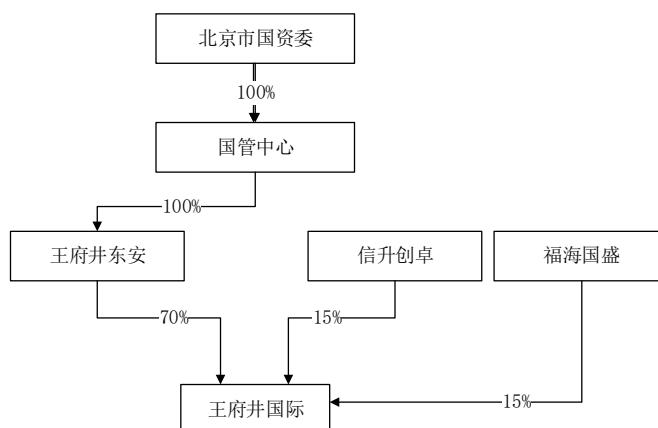 北京市国资委
100%
国管中心
100%
王府井东安
信升创卓
福海国盛
70%
15%
王府井国际
15%